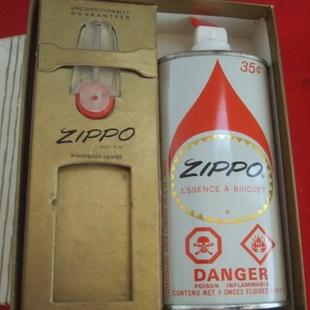 UNCONDITIONALLY
GUARANTEED
ZIPPO
WINDPROOF LIGHTER
35¢
ZIPPO
ESSENCE À BRIQUET
DANGER
POISON INFLAMMABLE
CONTENU NET 4 ONCES FLUIDES